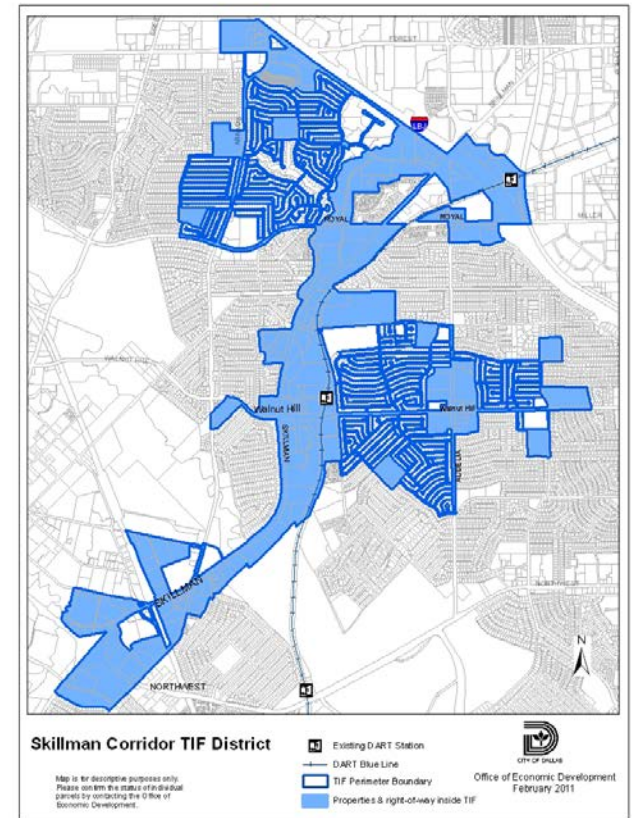 FOREST
LBJ
MILLER
ROYAL
ROYAL
WALNUT HILL
Walnut Hill
Walnut Hill
SKILLMAN
AUDELIA
SKILLMAN
NORTHWEST
N
Skillman Corridor TIF District
Map is for descriptive purposes only.
Please confirm the status of individual
parcels by contacting the Office of
Economic Development.
Existing DART Station
DART Blue Line
TIF Perimeter Boundary
Properties & right-of-way inside TIF
CITY OF DALLAS
Office of Economic Development
February 2011